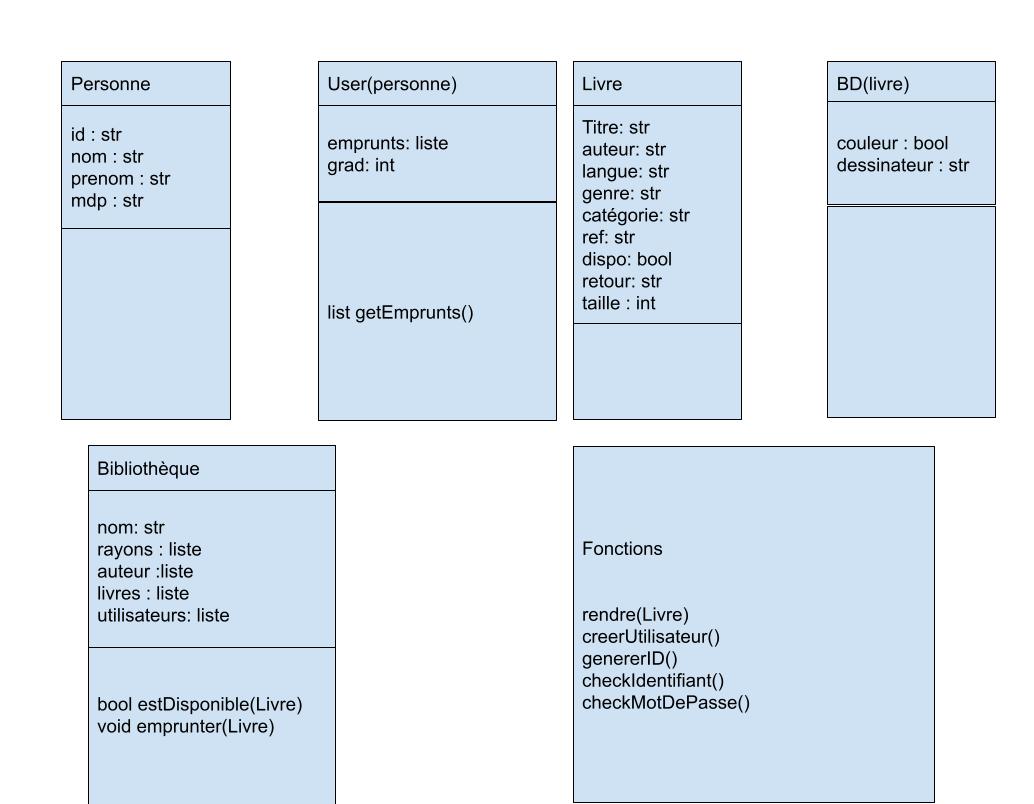 Personne
id : str
nom : str
prenom : str
mdp : str
User(personne)
emprunts: liste
grad: int
list getEmprunts()
Livre
Titre: str
auteur: str
langue: str
genre: str
catégorie: str
ref: str
dispo: bool
retour: str
taille : int
BD(livre)
couleur : bool
dessinateur : str
Bibliothèque
nom: str
rayons : liste
auteur :liste
livres : liste
utilisateurs: liste
bool estDisponible(Livre)
void emprunter(Livre)
Fonctions
rendre(Livre)
creerUtilisateur()
genererID()
checkIdentifiant()
checkMotDePasse()